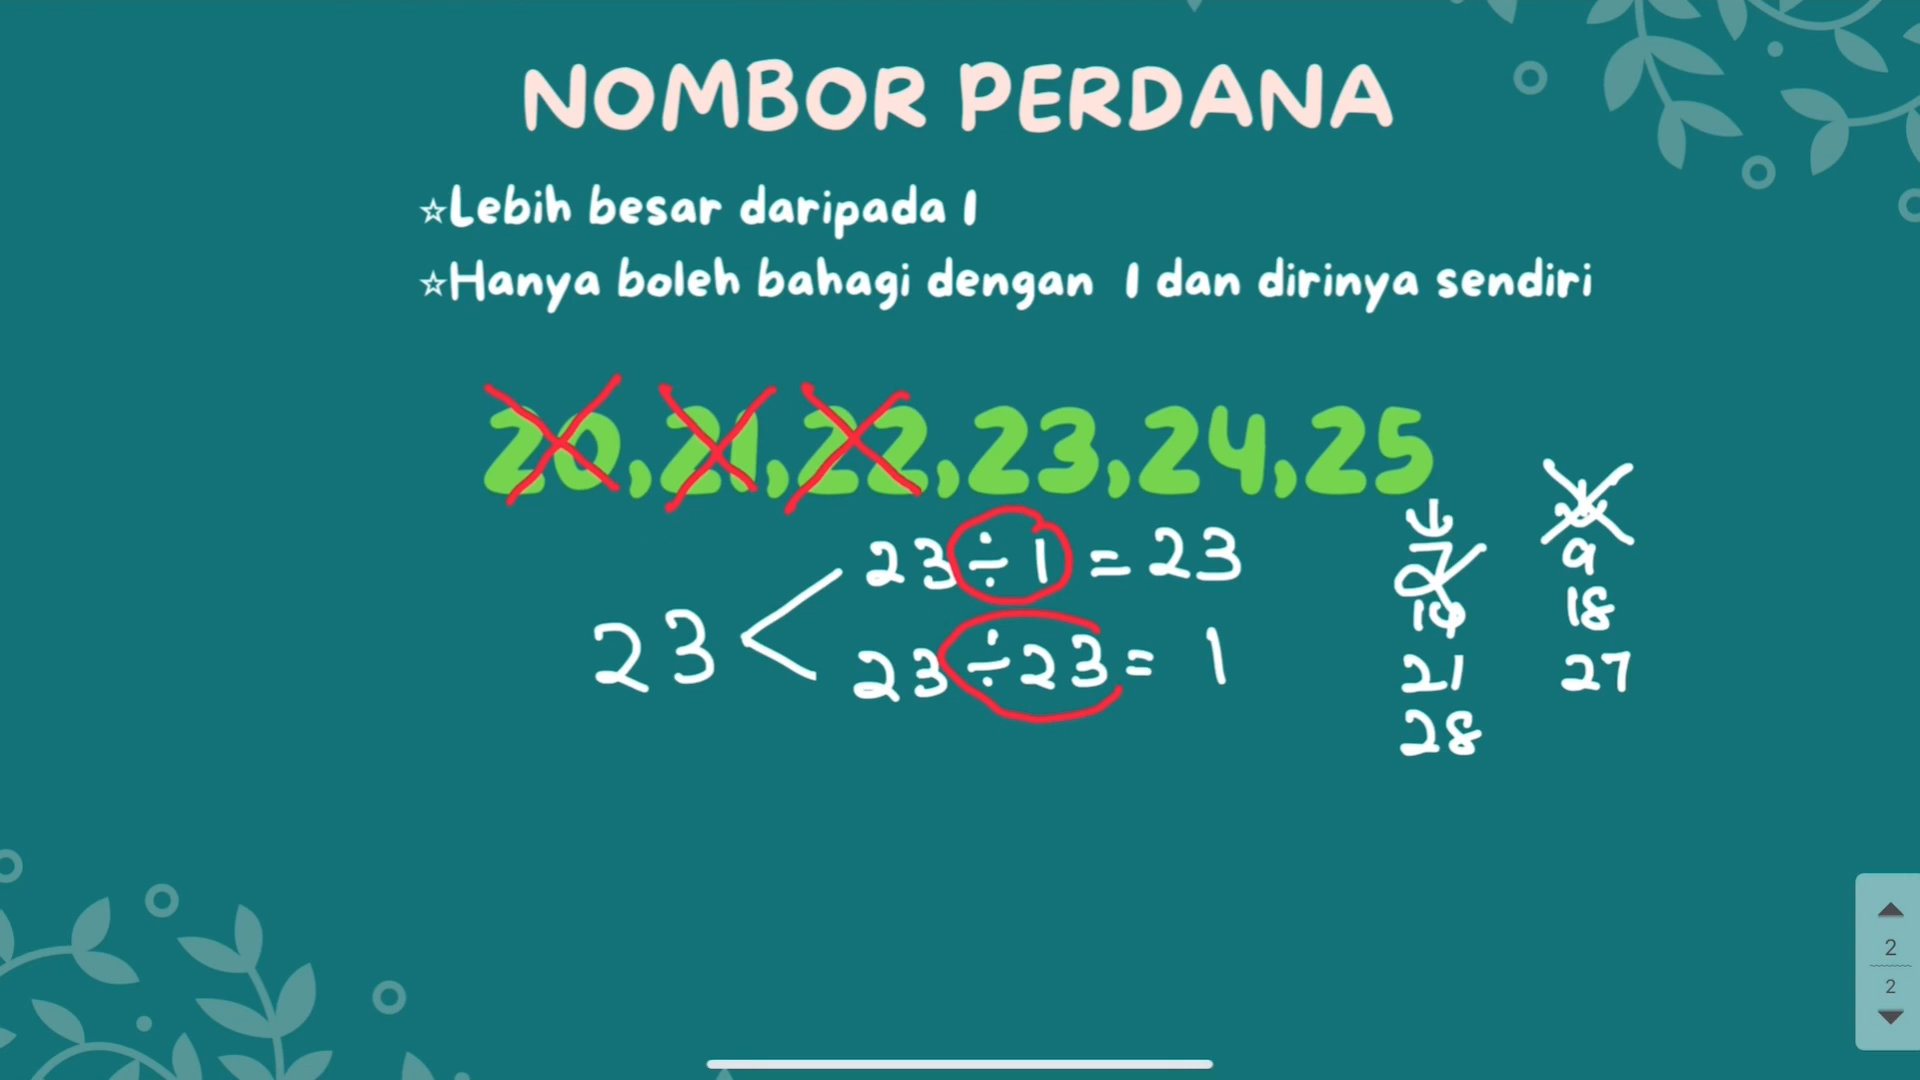 NOMBOR PERDANA
☆Lebih besar daripada 1
☆Hanya boleh bahagi dengan 1 dan dirinya sendiri
20,21,22,23,24,25
23
23÷1 = 23
23÷23 = 1
7
14
21
28
9
18
27
2
2